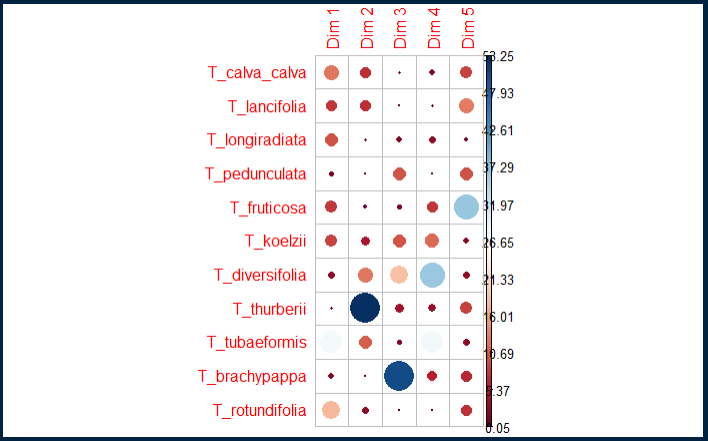 Dim 1 Dim 2 Dim 3 Dim 4 Dim 5
53.25
T_calva_calva
47.93
T_lancifolia
42.61
T_longiradiata
37.29
T_pedunculata
31.97
T_fruticosa
26.65
T_koelzii
21.33
T_diversifolia
16.01
T_thurberii
10.69
T_tubaeformis
5.37
T_brachypappa
0.05
T_rotundifolia